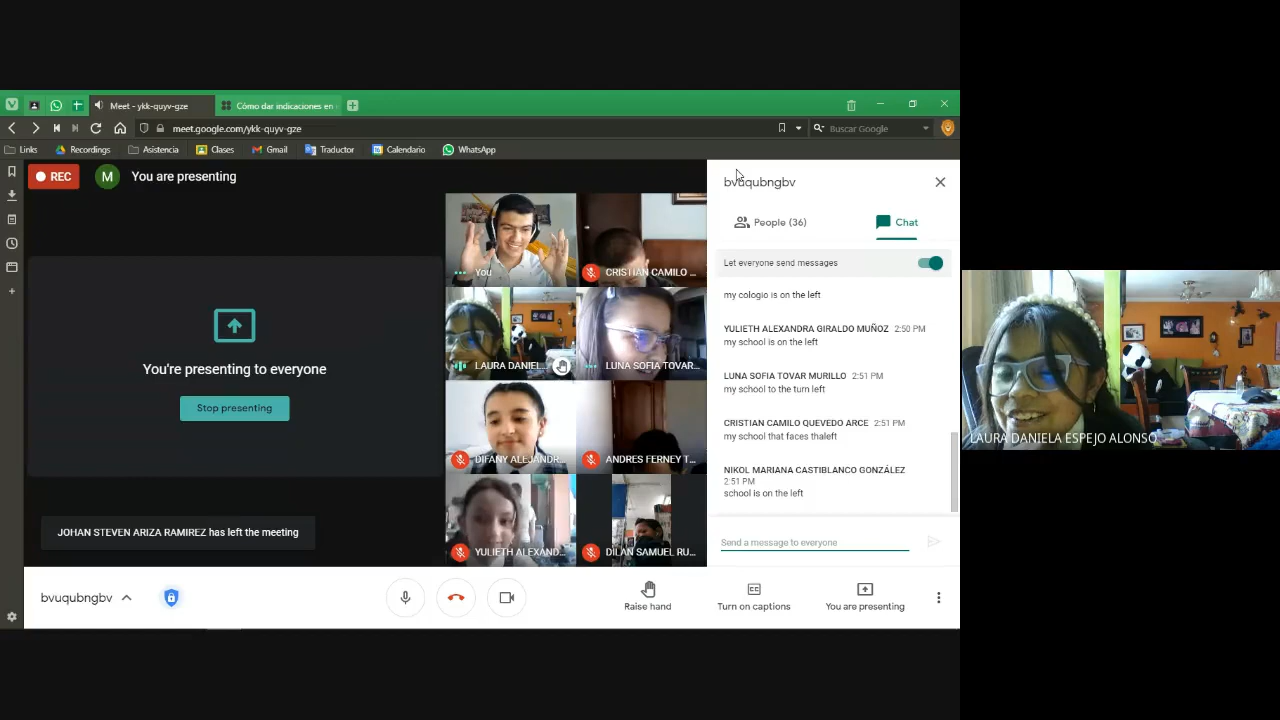 Meet - ykk-quyv-gze
Cómo dar indicaciones en
meet.google.com/ykk-quyv-gze
Buscar Google
Links
Recordings
Asistencia
Clases
Gmail
Traductor
Calendario
WhatsApp
REC
M
You are presenting
You're presenting to everyone
Stop presenting
JOHAN STEVEN ARIZA RAMIREZ has left the meeting
You
CRISTIAN CAMILO ...
LAURA DANIEL...
LUNA SOFIA TOVAR...
DIFANY ALEJANDR...
ANDRES FERNEY T...
YULIETH ALEXAND...
DILAN SAMUEL RU...
bvuqubngbv
People (36)
Chat
Let everyone send messages
my cologio is on the left
YULIETH ALEXANDRA GIRALDO MUÑOZ 2:50 PM
my school is on the left
LUNA SOFIA TOVAR MURILLO 2:51 PM
my school to the turn left
CRISTIAN CAMILO QUEVEDO ARCE 2:51 PM
my school that faces thaleft
NIKOL MARIANA CASTIBLANCO GONZÁLEZ
2:51 PM
school is on the left
Send a message to everyone
bvuqubngbv
Raise hand
CC
Turn on captions
You are presenting
LAURA DANIELA ESPEJO ALONSO